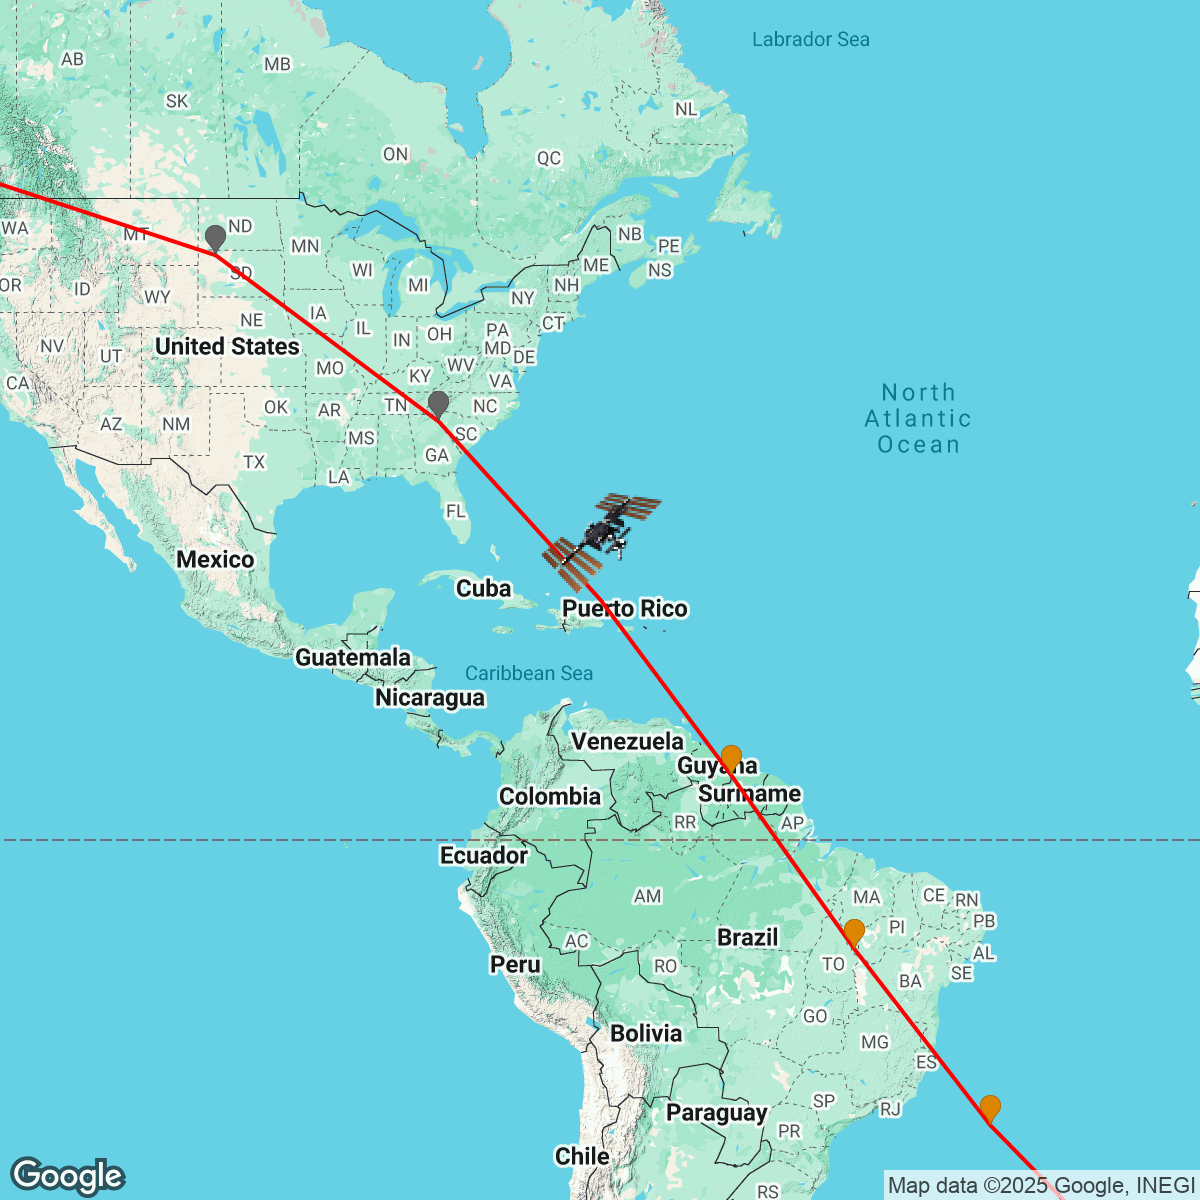 Labrador Sea
AB
MB
SK
NL
ON
QC
WA
MT
ND
MN
NB
PE
ME
NS
OR
ID
SD
WI
MI
NH
WY
NY
CT
NE
IA
IL
IN
OH
PA
MD
DE
NV
UT
United States
MO
KY
WV
VA
CA
OK
AR
TN
NC
AZ
NM
MS
SC
GA
TX
LA
FL
North
Atlantic
Ocean
Mexico
Cuba
Puerto Rico
Guatemala
Caribbean Sea
Nicaragua
Venezuela
Guyana
Colombia
Suriname
RR
AP
Ecuador
AM
MA
CE
RN
PI
PB
AC
Brazil
AL
Peru
RO
TO
SE
BA
Bolivia
GO
MG
ES
Paraguay
SP
RJ
PR
Chile
RS
Google
Map data ©2025 Google, INEGI